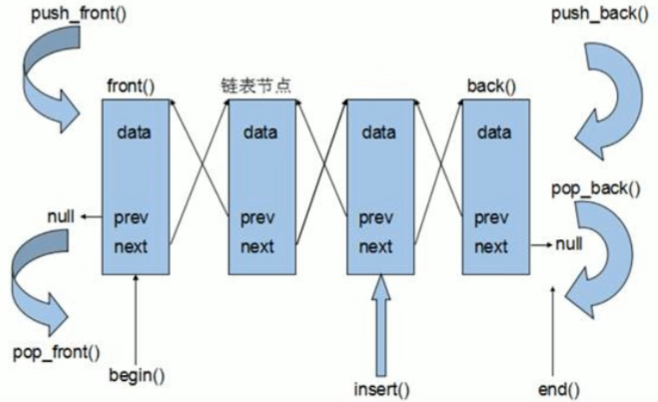 push_front()
push_back()
front()
链表节点
back()
data
data
data
data
pop_back()
null
prev
prev
prev
prev
next
next
next
next
null
pop_front()
begin()
insert()
end()